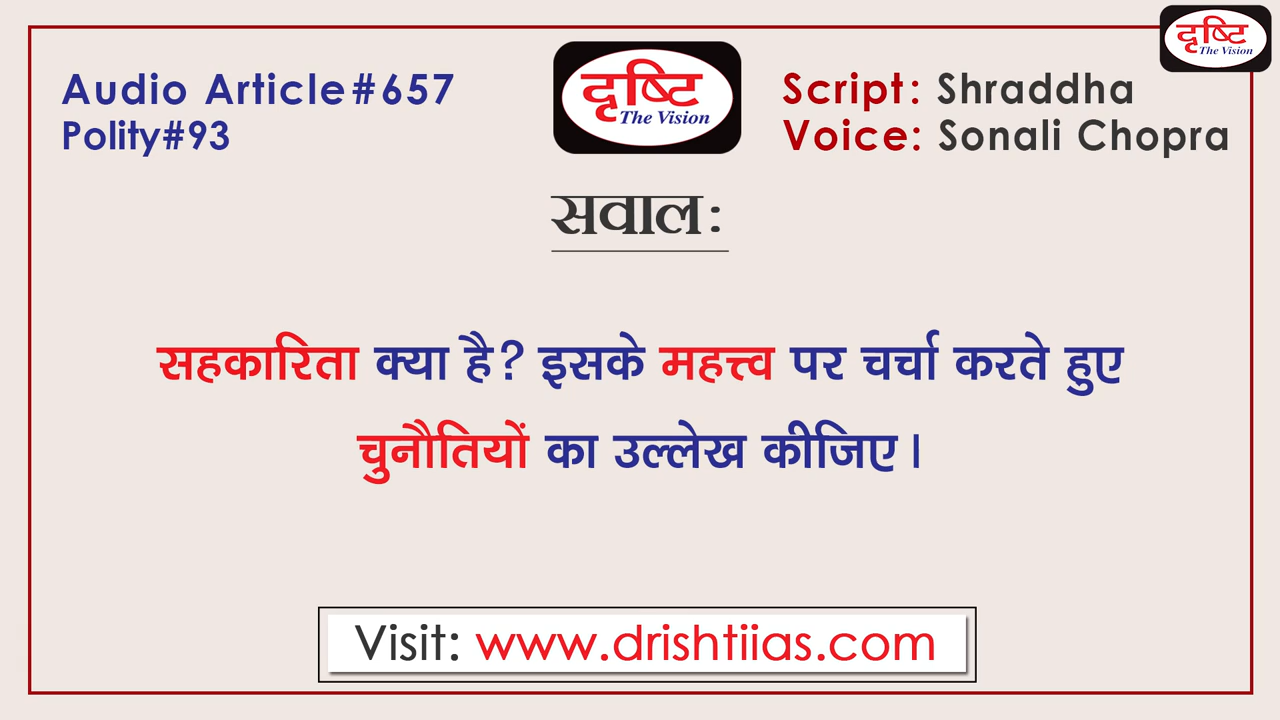 दृष्टि
The Vision
Audio Article#657
Polity#93
दृष्टि
The Vision
Script: Shraddha
Voice: Sonali Chopra
सवाल:
सहकारिता क्या है? इसके महत्त्व पर चर्चा करते हुए
चुनौतियों का उल्लेख कीजिए।
Visit: www.drishtiias.com